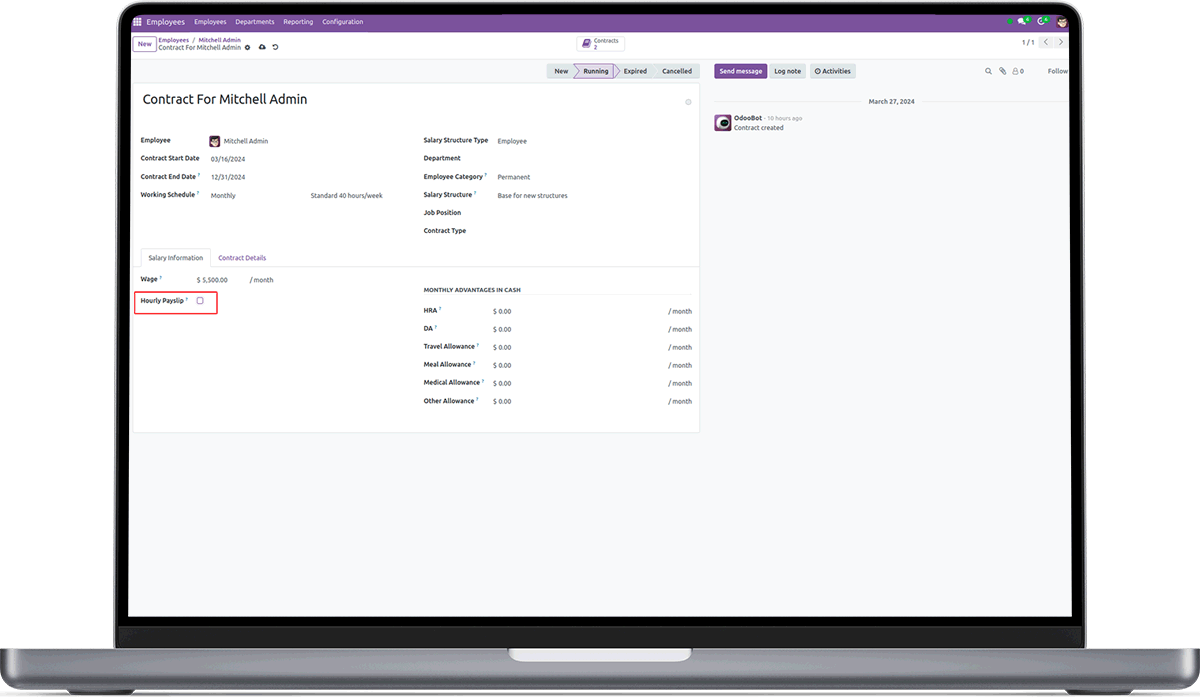 Employees Employees Departments Reporting Configuration
4 6
New Employees / Mitchell Admin
Contract For Mitchell Admin
Contracts
2
1 / 1
New Running Expired Cancelled
Send message Log note Activities
0 Follow
Contract For Mitchell Admin
March 27, 2024
OdooBot - 10 hours ago
Contract created
Employee Mitchell Admin
Contract Start Date 03/16/2024
Contract End Date ? 12/31/2024
Working Schedule ? Monthly Standard 40 hours/week
Salary Structure Type Employee
Department
Employee Category ? Permanent
Salary Structure ? Base for new structures
Job Position
Contract Type
Salary Information Contract Details
Wage ? $ 5,500.00 / month
Hourly Payslip ?
MONTHLY ADVANTAGES IN CASH
HRA ? $ 0.00 / month
DA ? $ 0.00 / month
Travel Allowance ? $ 0.00 / month
Meal Allowance ? $ 0.00 / month
Medical Allowance ? $ 0.00 / month
Other Allowance ? $ 0.00 / month